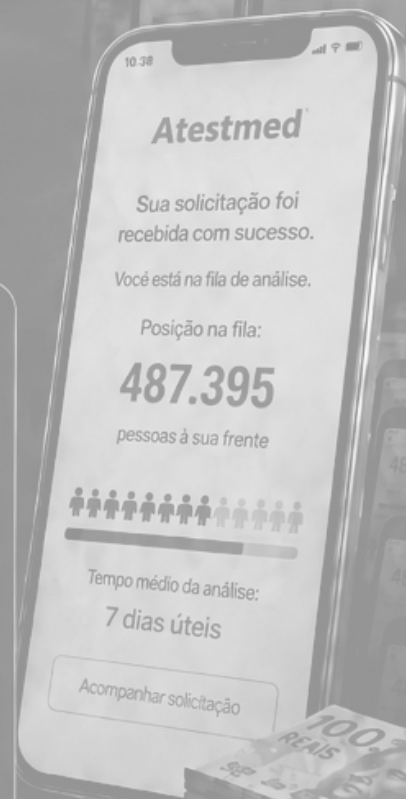 10:38
Atestmed
Sua solicitação foi
recebida com sucesso.
Você está na fila de análise.
Posição na fila:
487.395
pessoas à sua frente
Tempo médio da análise:
7 dias úteis
Acompanhar solicitação
100
REAIS